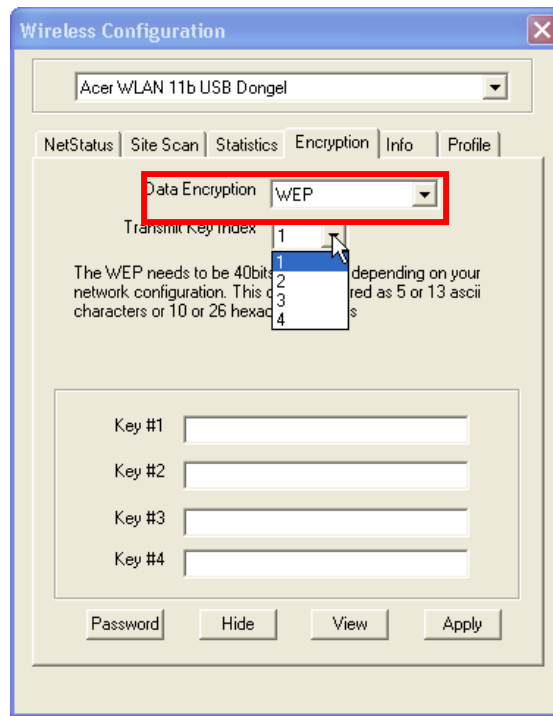 Wireless Configuration
Acer WLAN 11b USB Dongel
NetStatus Site Scan Statistics Encryption Info Profile
Data Encryption WEP
Transmit Key Index 1
1
2
3
4
The WEP needs to be 40bits depending on your
network configuration. This red as 5 or 13 ascii
characters or 10 or 26 hexad s
Key #1
Key #2
Key #3
Key #4
Password Hide View Apply